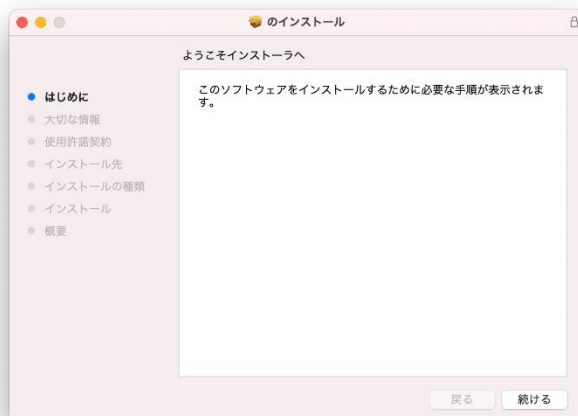 のインストール
ようこそインストーラへ
はじめに
大切な情報
使用許諾契約
インストール先
インストールの種類
インストール
概要
このソフトウェアをインストールするために必要な手順が表示されま
す。
戻る
続ける